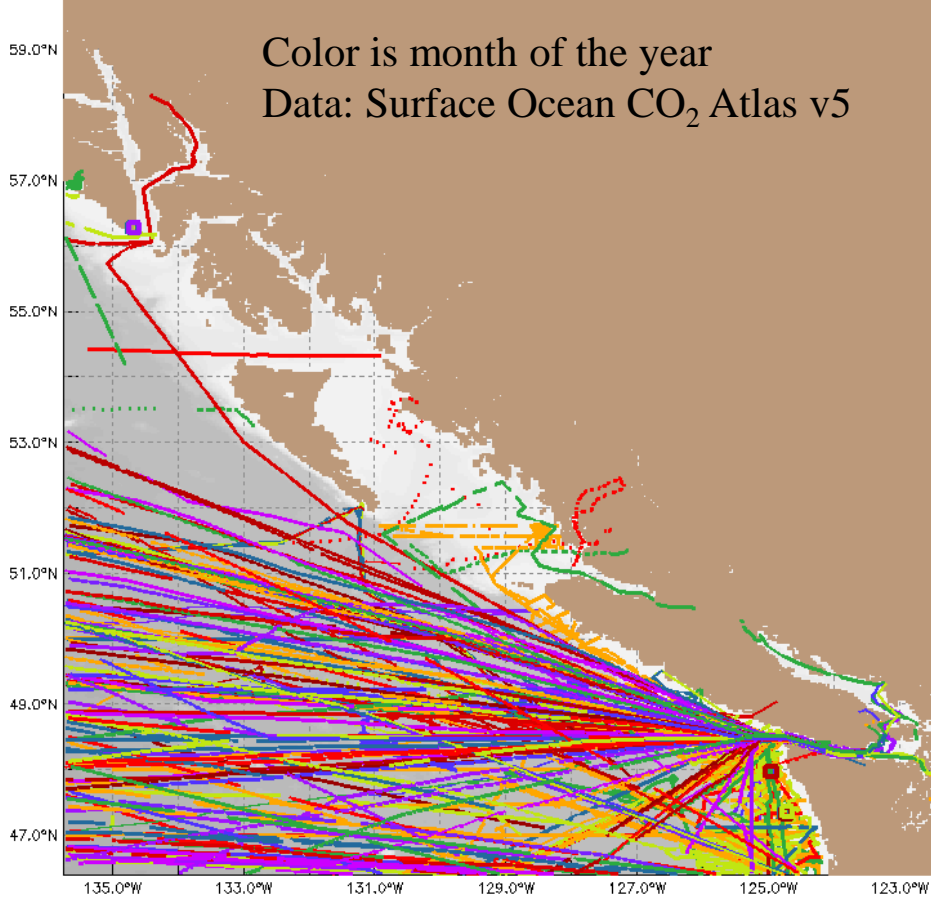 Color is month of the year
Data: Surface Ocean CO₂ Atlas v5
59.0°N
57.0°N
55.0°N
53.0°N
51.0°N
49.0°N
47.0°N
135.0°W 133.0°W 131.0°W 129.0°W 127.0°W 125.0°W 123.0°W